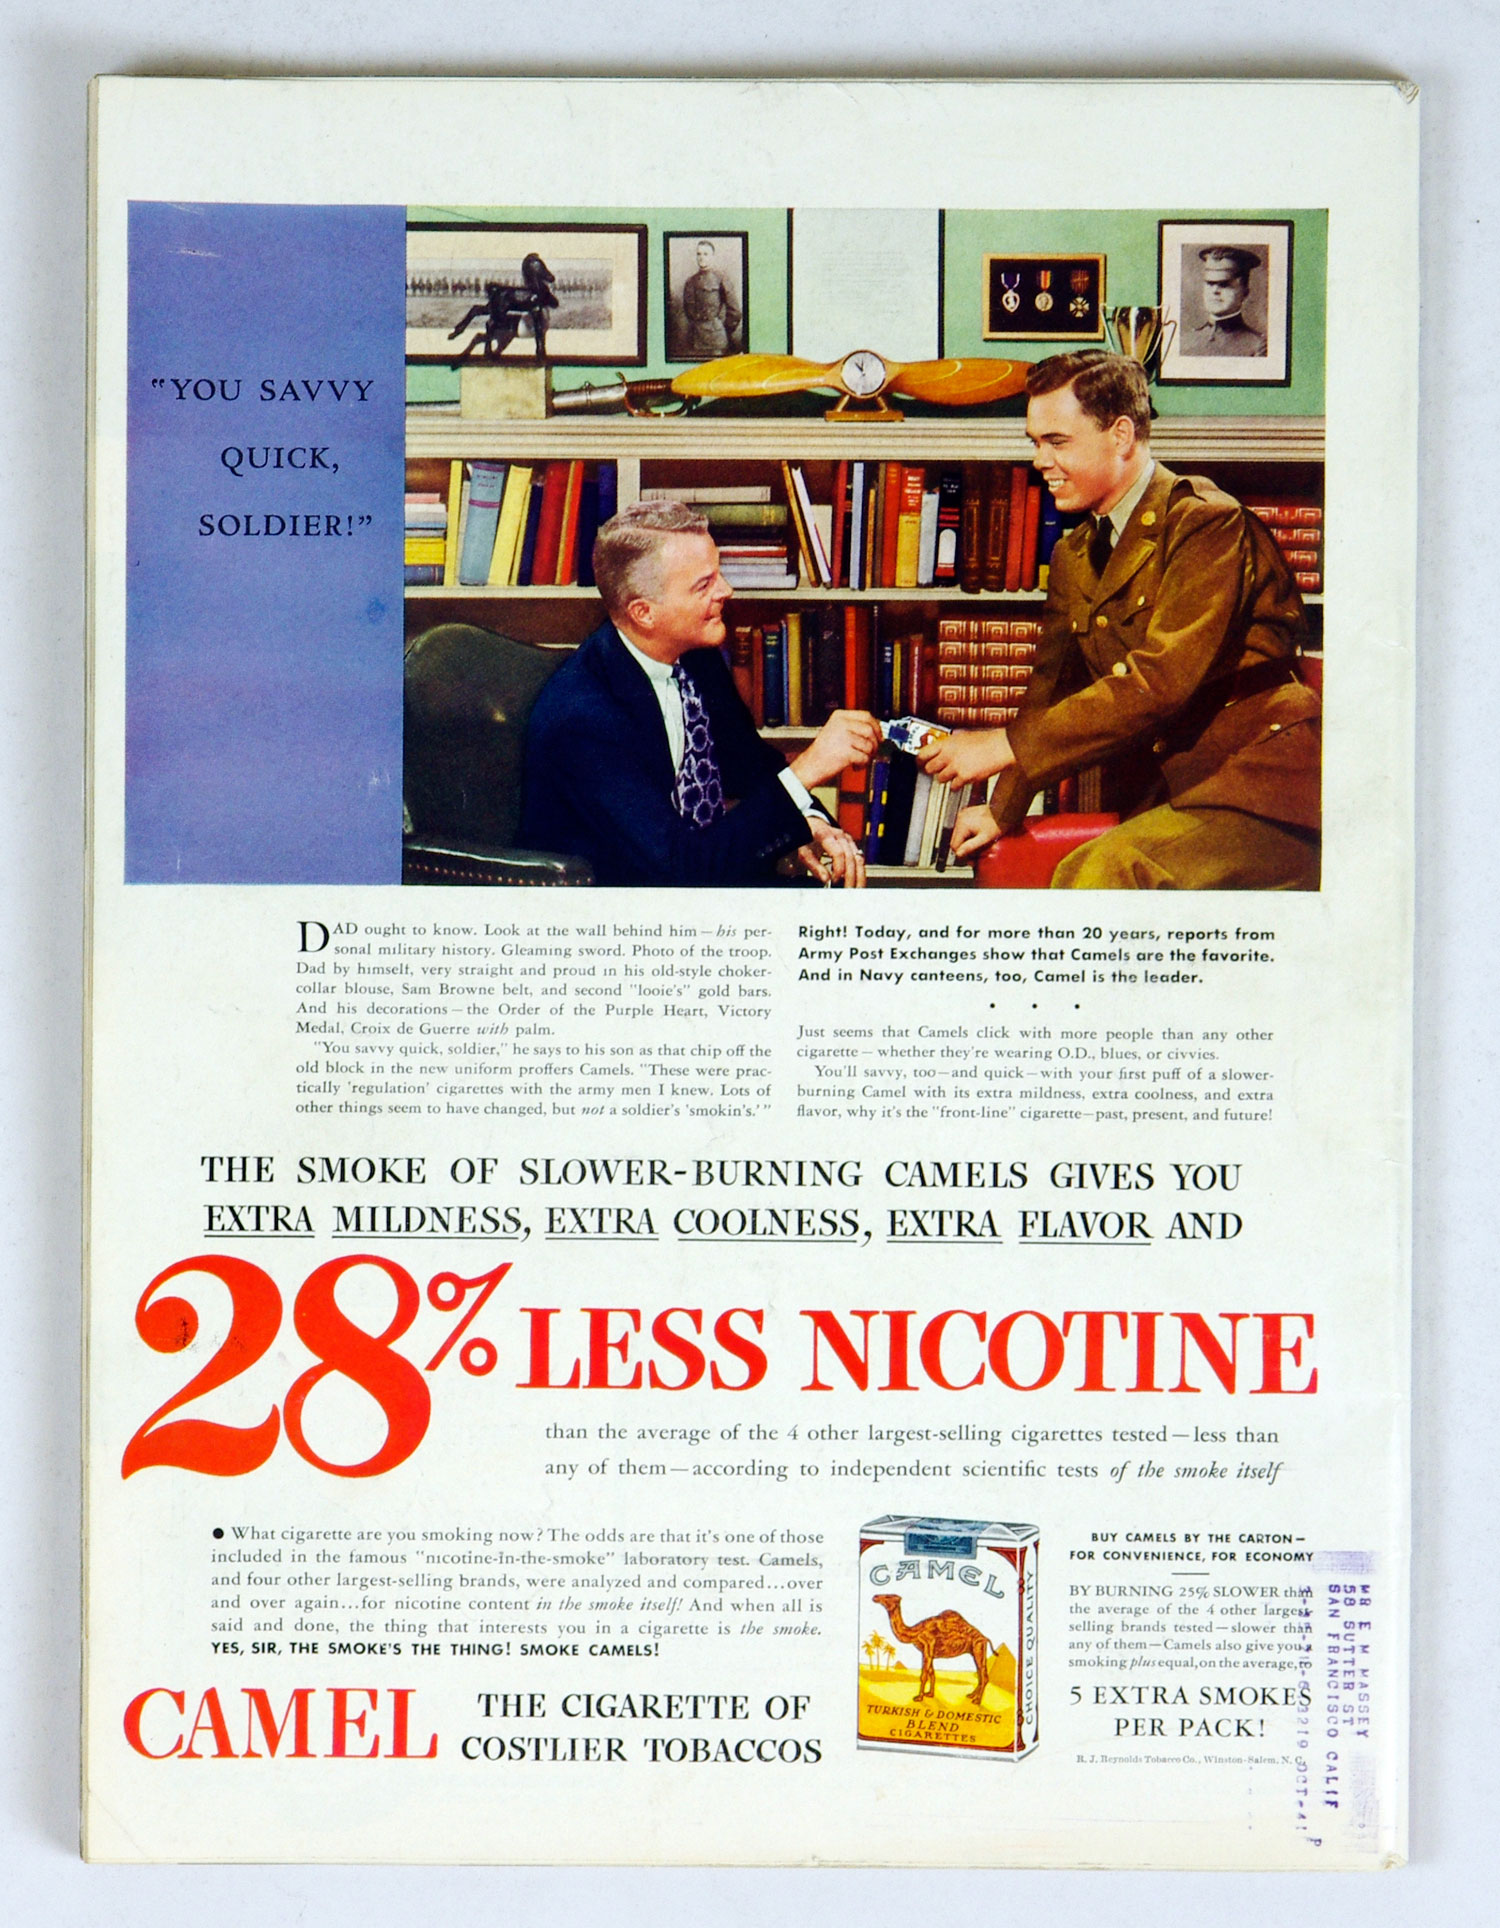 "YOU SAVVY
QUICK,
SOLDIER!"
DAD ought to know. Look at the wall behind him — his per-
sonal military history. Gleaming sword. Photo of the troop.
Dad by himself, very straight and proud in his old-style choker-
collar blouse, Sam Browne belt, and second "looie's" gold bars.
And his decorations — the Order of the Purple Heart, Victory
Medal, Croix de Guerre with palm.
"You savvy quick, soldier," he says to his son as that chip off the
old block in the new uniform proffers Camels. "These were prac-
tically 'regulation' cigarettes with the army men I knew. Lots of
other things seem to have changed, but not a soldier's 'smokin's.'"
Right! Today, and for more than 20 years, reports from
Army Post Exchanges show that Camels are the favorite.
And in Navy canteens, too, Camel is the leader.
• • •
Just seems that Camels click with more people than any other
cigarette — whether they're wearing O.D., blues, or civvies.
You'll savvy, too—and quick—with your first puff of a slower-
burning Camel with its extra mildness, extra coolness, and extra
flavor, why it's the "front-line" cigarette—past, present, and future!
THE SMOKE OF SLOWER-BURNING CAMELS GIVES YOU
EXTRA MILDNESS, EXTRA COOLNESS, EXTRA FLAVOR AND
28% LESS NICOTINE
than the average of the 4 other largest-selling cigarettes tested — less than
any of them — according to independent scientific tests of the smoke itself
● What cigarette are you smoking now? The odds are that it's one of those
included in the famous "nicotine-in-the-smoke" laboratory test. Camels,
and four other largest-selling brands, were analyzed and compared...over
and over again...for nicotine content in the smoke itself! And when all is
said and done, the thing that interests you in a cigarette is the smoke.
YES, SIR, THE SMOKE'S THE THING! SMOKE CAMELS!
CAMEL
THE CIGARETTE OF
COSTLIER TOBACCOS
CAMEL
TURKISH & DOMESTIC
BLEND
CIGARETTES
CHOICE QUALITY
BUY CAMELS BY THE CARTON—
FOR CONVENIENCE, FOR ECONOMY
BY BURNING 25% SLOWER than
the average of the 4 other largest-
selling brands tested — slower than
any of them — Camels also give you a
smoking plus equal, on the average, to
5 EXTRA SMOKES
PER PACK!
R. J. Reynolds Tobacco Co., Winston-Salem, N. C.
MR E M MASSEY
58 SUTTER ST
SAN FRANCISCO CALIF
OCT-41
P